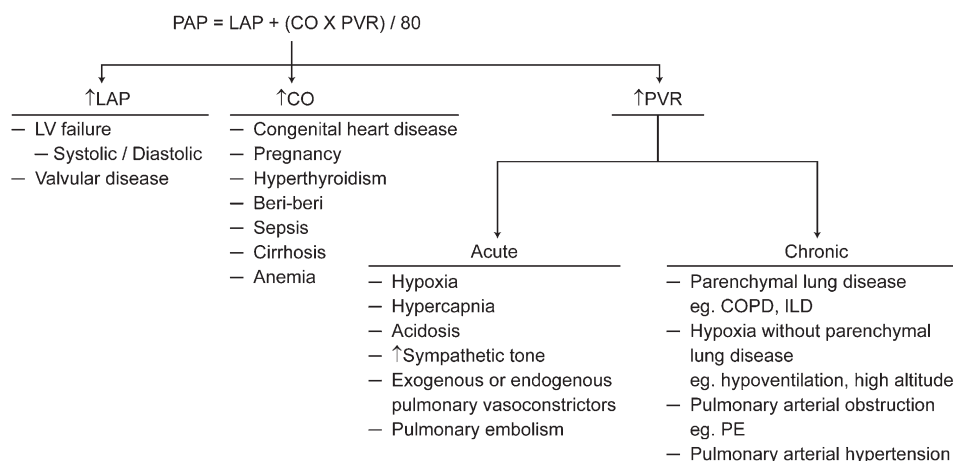 PAP = LAP + (CO X PVR) / 80
↑LAP
— LV failure
— Systolic / Diastolic
— Valvular disease
↑CO
— Congenital heart disease
— Pregnancy
— Hyperthyroidism
— Beri-beri
— Sepsis
— Cirrhosis
— Anemia
↑PVR
Acute
— Hypoxia
— Hypercapnia
— Acidosis
— ↑Sympathetic tone
— Exogenous or endogenous
pulmonary vasoconstrictors
— Pulmonary embolism
Chronic
— Parenchymal lung disease
eg. COPD, ILD
— Hypoxia without parenchymal
lung disease
eg. hypoventilation, high altitude
— Pulmonary arterial obstruction
eg. PE
— Pulmonary arterial hypertension